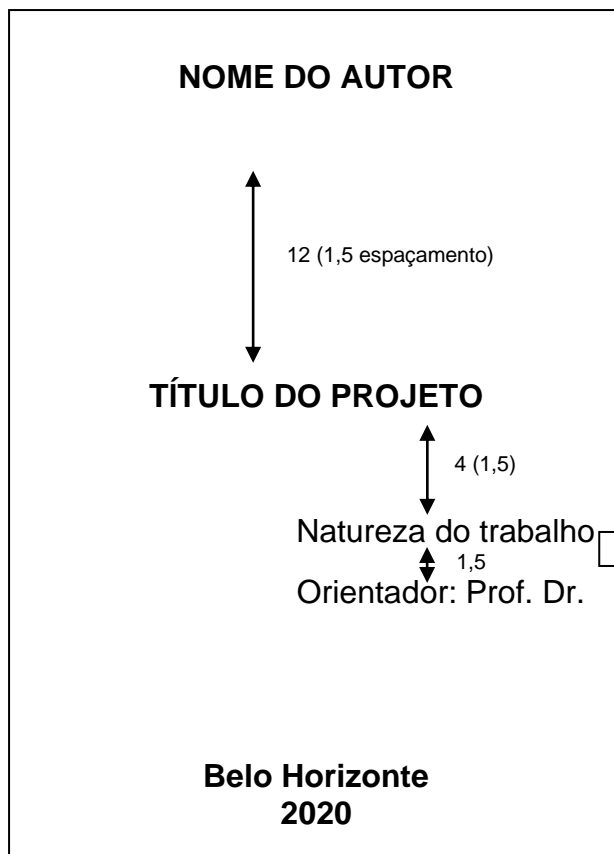 NOME DO AUTOR
12 (1,5 espaçamento)
TÍTULO DO PROJETO
4 (1,5)
Natureza do trabalho
1,5
Orientador: Prof. Dr.
Belo Horizonte
2020